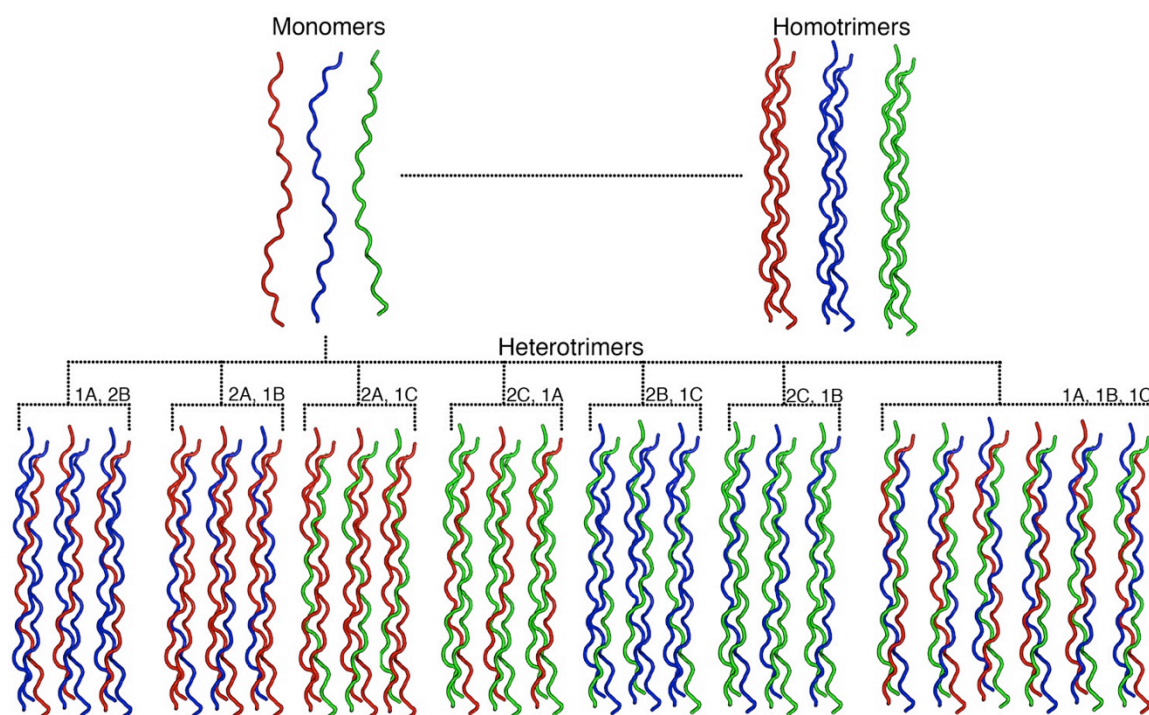 Monomers
Homotrimers
Heterotrimers
1A, 2B
2A, 1B
2A, 1C
2C, 1A
2B, 1C
2C, 1B
1A, 1B, 1C